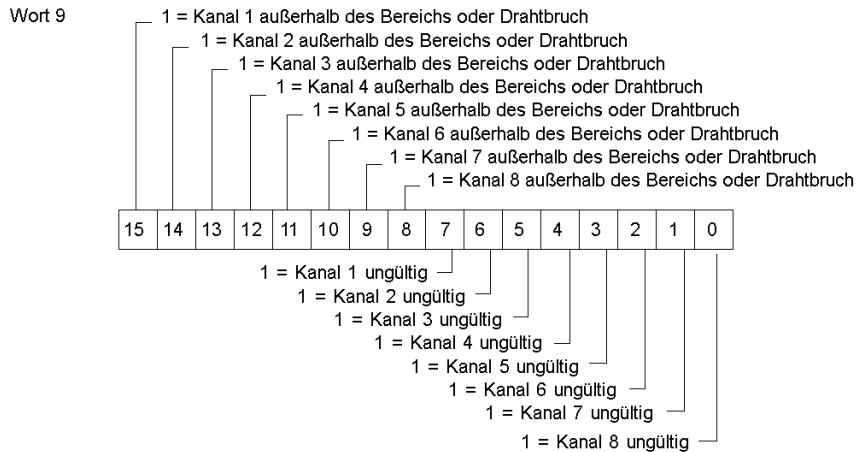 Wort 9
1 = Kanal 1 außerhalb des Bereichs oder Drahtbruch
1 = Kanal 2 außerhalb des Bereichs oder Drahtbruch
1 = Kanal 3 außerhalb des Bereichs oder Drahtbruch
1 = Kanal 4 außerhalb des Bereichs oder Drahtbruch
1 = Kanal 5 außerhalb des Bereichs oder Drahtbruch
1 = Kanal 6 außerhalb des Bereichs oder Drahtbruch
1 = Kanal 7 außerhalb des Bereichs oder Drahtbruch
1 = Kanal 8 außerhalb des Bereichs oder Drahtbruch
15 14 13 12 11 10 9 8 7 6 5 4 3 2 1 0
1 = Kanal 1 ungültig
1 = Kanal 2 ungültig
1 = Kanal 3 ungültig
1 = Kanal 4 ungültig
1 = Kanal 5 ungültig
1 = Kanal 6 ungültig
1 = Kanal 7 ungültig
1 = Kanal 8 ungültig